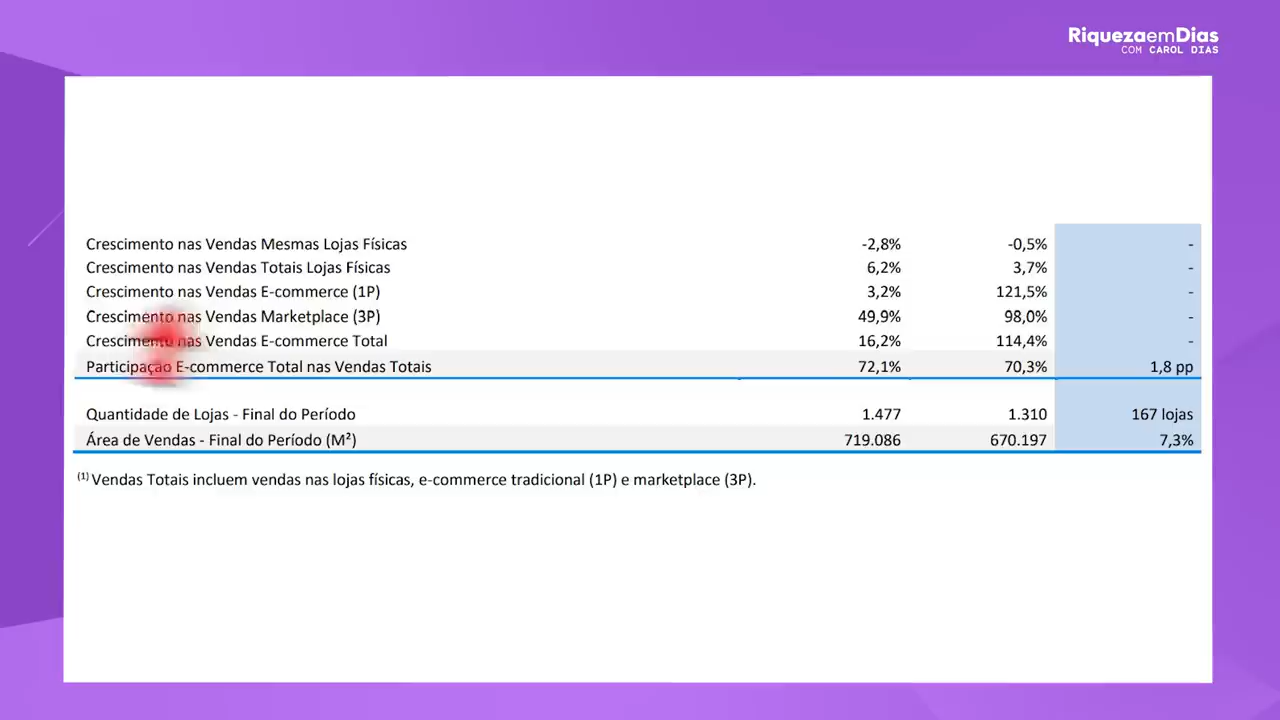 RiquezaemDias
COM CAROL DIAS
Crescimento nas Vendas Mesmas Lojas Físicas -2,8% -0,5% -
Crescimento nas Vendas Totais Lojas Físicas 6,2% 3,7% -
Crescimento nas Vendas E-commerce (1P) 3,2% 121,5% -
Crescimento nas Vendas Marketplace (3P) 49,9% 98,0% -
Crescimento nas Vendas E-commerce Total 16,2% 114,4% -
Participação E-commerce Total nas Vendas Totais 72,1% 70,3% 1,8 pp
Quantidade de Lojas - Final do Período 1.477 1.310 167 lojas
Área de Vendas - Final do Período (M²) 719.086 670.197 7,3%
(1) Vendas Totais incluem vendas nas lojas físicas, e-commerce tradicional (1P) e marketplace (3P).